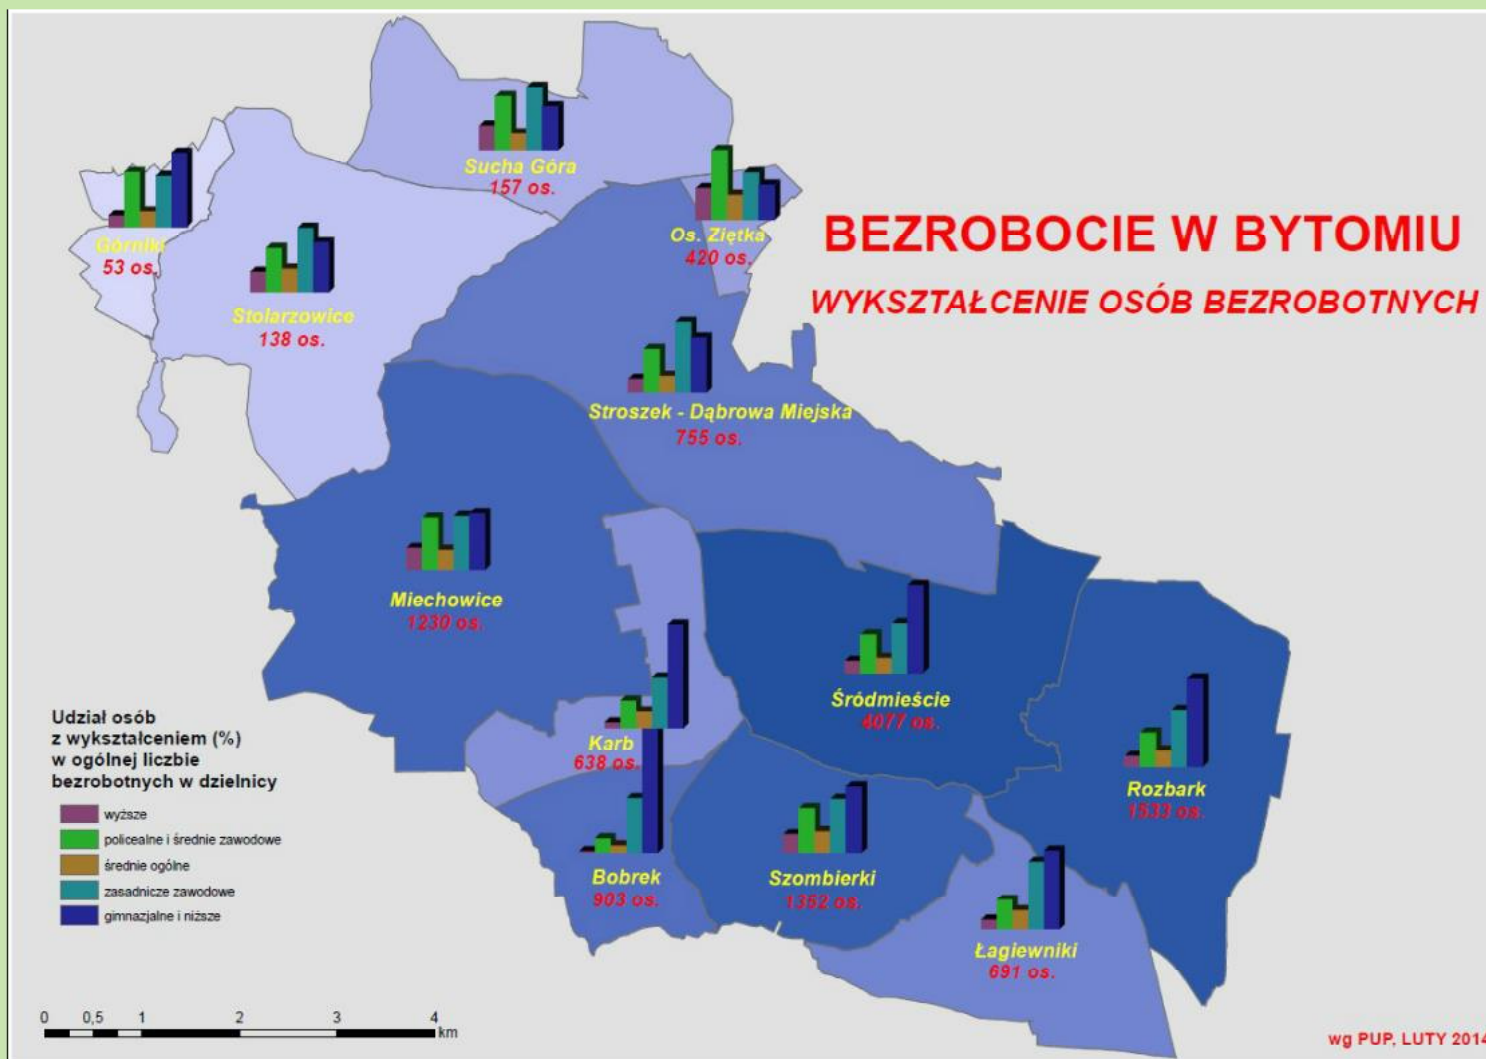 BEZROBOCIE W BYTOMIU
WYKSZTAŁCENIE OSÓB BEZROBOTNYCH
Sucha Góra
157 os.
Górniki
53 os.
Os. Ziętka
420 os.
Stolarzowice
138 os.
Stroszek - Dąbrowa Miejska
755 os.
Miechowice
1230 os.
Śródmieście
4077 os.
Karb
638 os.
Rozbark
1533 os.
Bobrek
903 os.
Szombierki
1352 os.
Łagiewniki
691 os.
Udział osób
z wykształceniem (%)
w ogólnej liczbie
bezrobotnych w dzielnicy
wyższe
policealne i średnie zawodowe
średnie ogólne
zasadnicze zawodowe
gimnazjalne i niższe
0 0,5 1 2 3 4
km
wg PUP, LUTY 2014